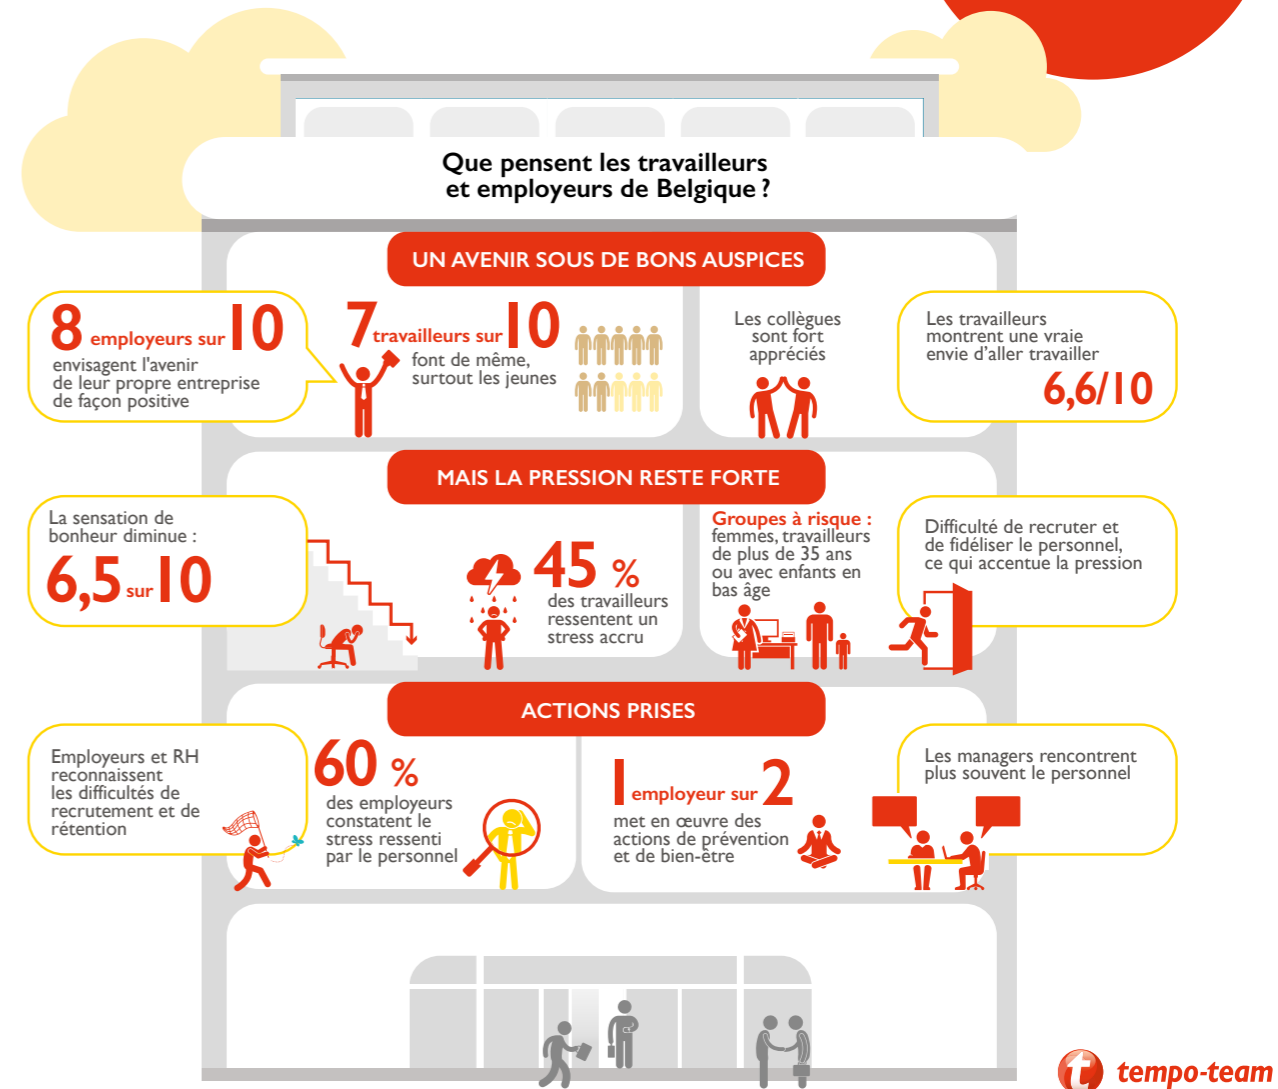 Que pensent les travailleurs
et employeurs de Belgique ?
UN AVENIR SOUS DE BONS AUSPICES
8 employeurs sur 10
envisagent l'avenir
de leur propre entreprise
de façon positive
7 travailleurs sur 10
font de même,
surtout les jeunes
Les collègues
sont fort
appréciés
Les travailleurs
montrent une vraie
envie d'aller travailler
6,6/10
MAIS LA PRESSION RESTE FORTE
La sensation de
bonheur diminue :
6,5 sur 10
45 %
des travailleurs
ressentent un
stress accru
Groupes à risque :
femmes, travailleurs
de plus de 35 ans
ou avec enfants en
bas âge
Difficulté de recruter et
de fidéliser le personnel,
ce qui accentue la pression
ACTIONS PRISES
Employeurs et RH
reconnaissent
les difficultés de
recrutement et de
rétention
60 %
des employeurs
constatent le
stress ressenti
par le personnel
1 employeur sur 2
met en œuvre des
actions de prévention
et de bien-être
Les managers rencontrent
plus souvent le personnel
t tempo-team